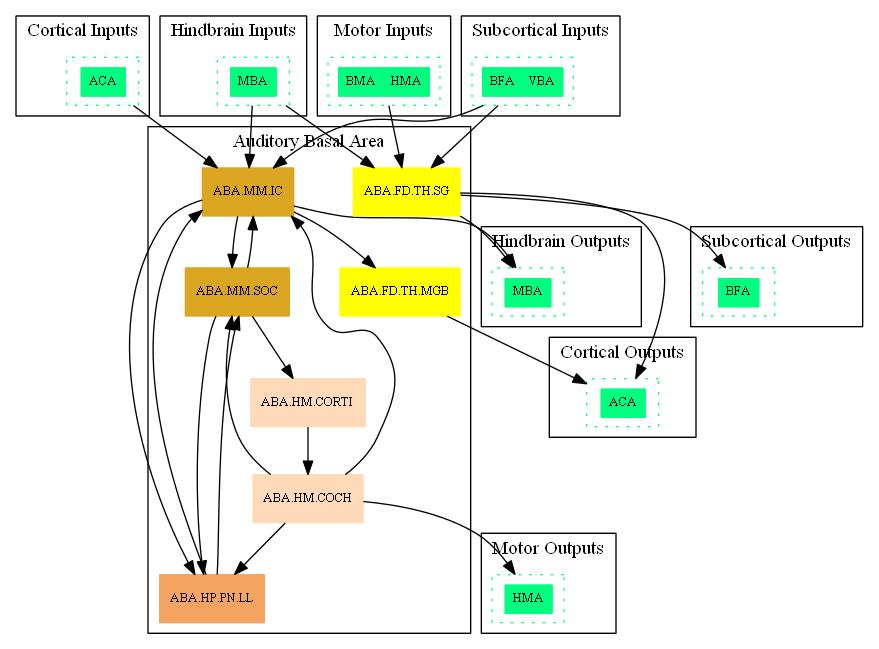 Cortical Inputs
Hindbrain Inputs
Motor Inputs
Subcortical Inputs
ACA
MBA
BMA HMA
BFA VBA
Auditory Basal Area
ABA.MM.IC
ABA.FD.TH.SG
Hindbrain Outputs
Subcortical Outputs
ABA.MM.SOC
ABA.FD.TH.MGB
MBA
BFA
Cortical Outputs
ABA.HM.CORTI
ACA
ABA.HM.COCH
Motor Outputs
ABA.HP.PN.LL
HMA